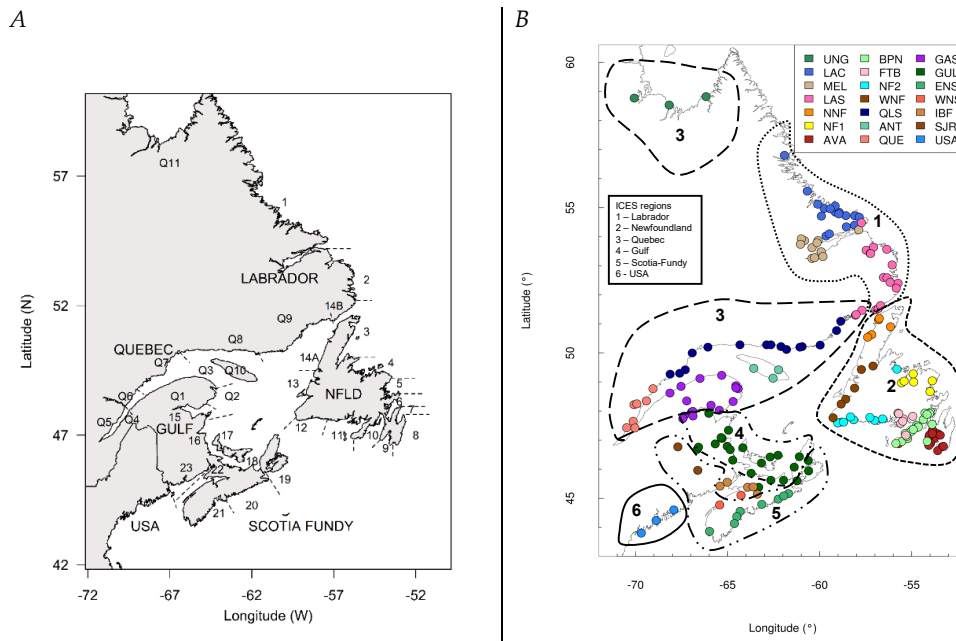 A
57
52
47
42
-72
-67
-62
-57
-52
Latitude (N)
Longitude (W)
Q11
1
LABRADOR
2
14B
Q9
3
Q8
QUEBEC
Q7
Q3
Q10
14A
4
13
5
NFLD
6
7
Q6
Q1
Q2
Q5
Q4
15
GULF
16
17
12
11
10
9
8
18
19
22
23
20
21
USA
SCOTIA FUNDY
B
60
55
50
45
-70
-65
-60
-55
Latitude (°)
Longitude (°)
UNG
LAC
MEL
LAS
NNF
NF1
AVA
BPN
FTB
NF2
WNF
QLS
ANT
QUE
GAS
GUL
ENS
WNS
IBF
SJR
USA
ICES regions
1 – Labrador
2 – Newfoundland
3 – Quebec
4 – Gulf
5 – Scotia-Fundy
6 - USA
3
1
3
2
4
5
6